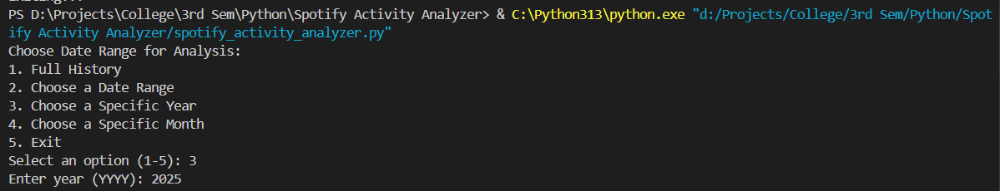 PS D:\Projects\College\3rd Sem\Python\Spotify Activity Analyzer> & C:\Python313\python.exe "d:/Projects/College/3rd Sem/Python/Spot
ify Activity Analyzer/spotify_activity_analyzer.py"
Choose Date Range for Analysis:
1. Full History
2. Choose a Date Range
3. Choose a Specific Year
4. Choose a Specific Month
5. Exit
Select an option (1-5): 3
Enter year (YYYY): 2025